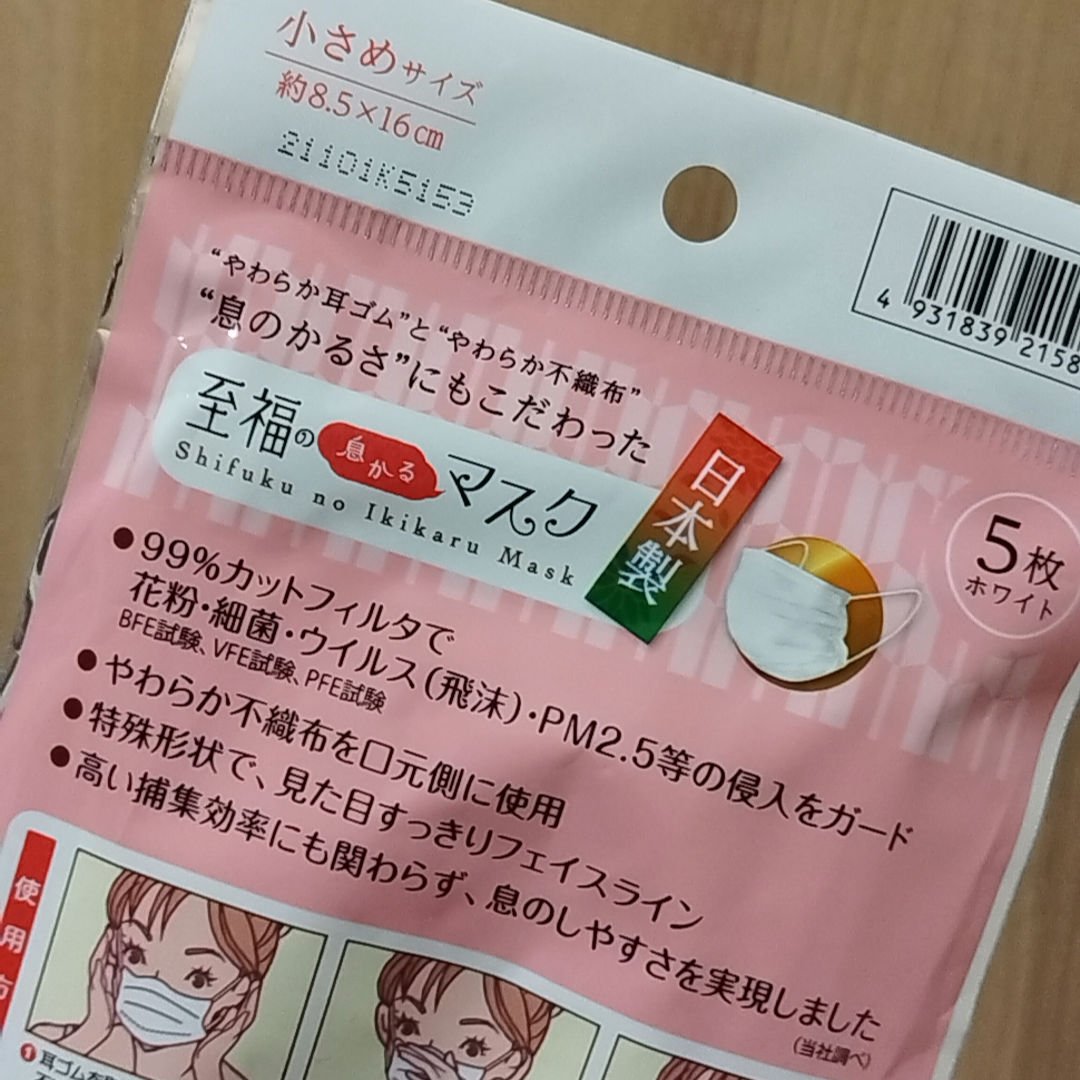 小さめサイズ
約8.5×16㎝
21101K5153
4 931839 2158
“やわらか耳ゴム”と“やわらか不織布”
“息のかるさ”にもこだわった
至福の息かるマスク
Shifuku no Ikikaru Mask
日本製
5枚
ホワイト
●99%カットフィルタで
花粉・細菌・ウイルス(飛沫)・PM2.5等の侵入をガード
BFE試験、VFE試験、PFE試験
●やわらか不織布を口元側に使用
●特殊形状で、見た目すっきりフェイスライン
●高い捕集効率にも関わらず、息のしやすさを実現しました
(当社調べ)
使用方
1 耳ゴムを